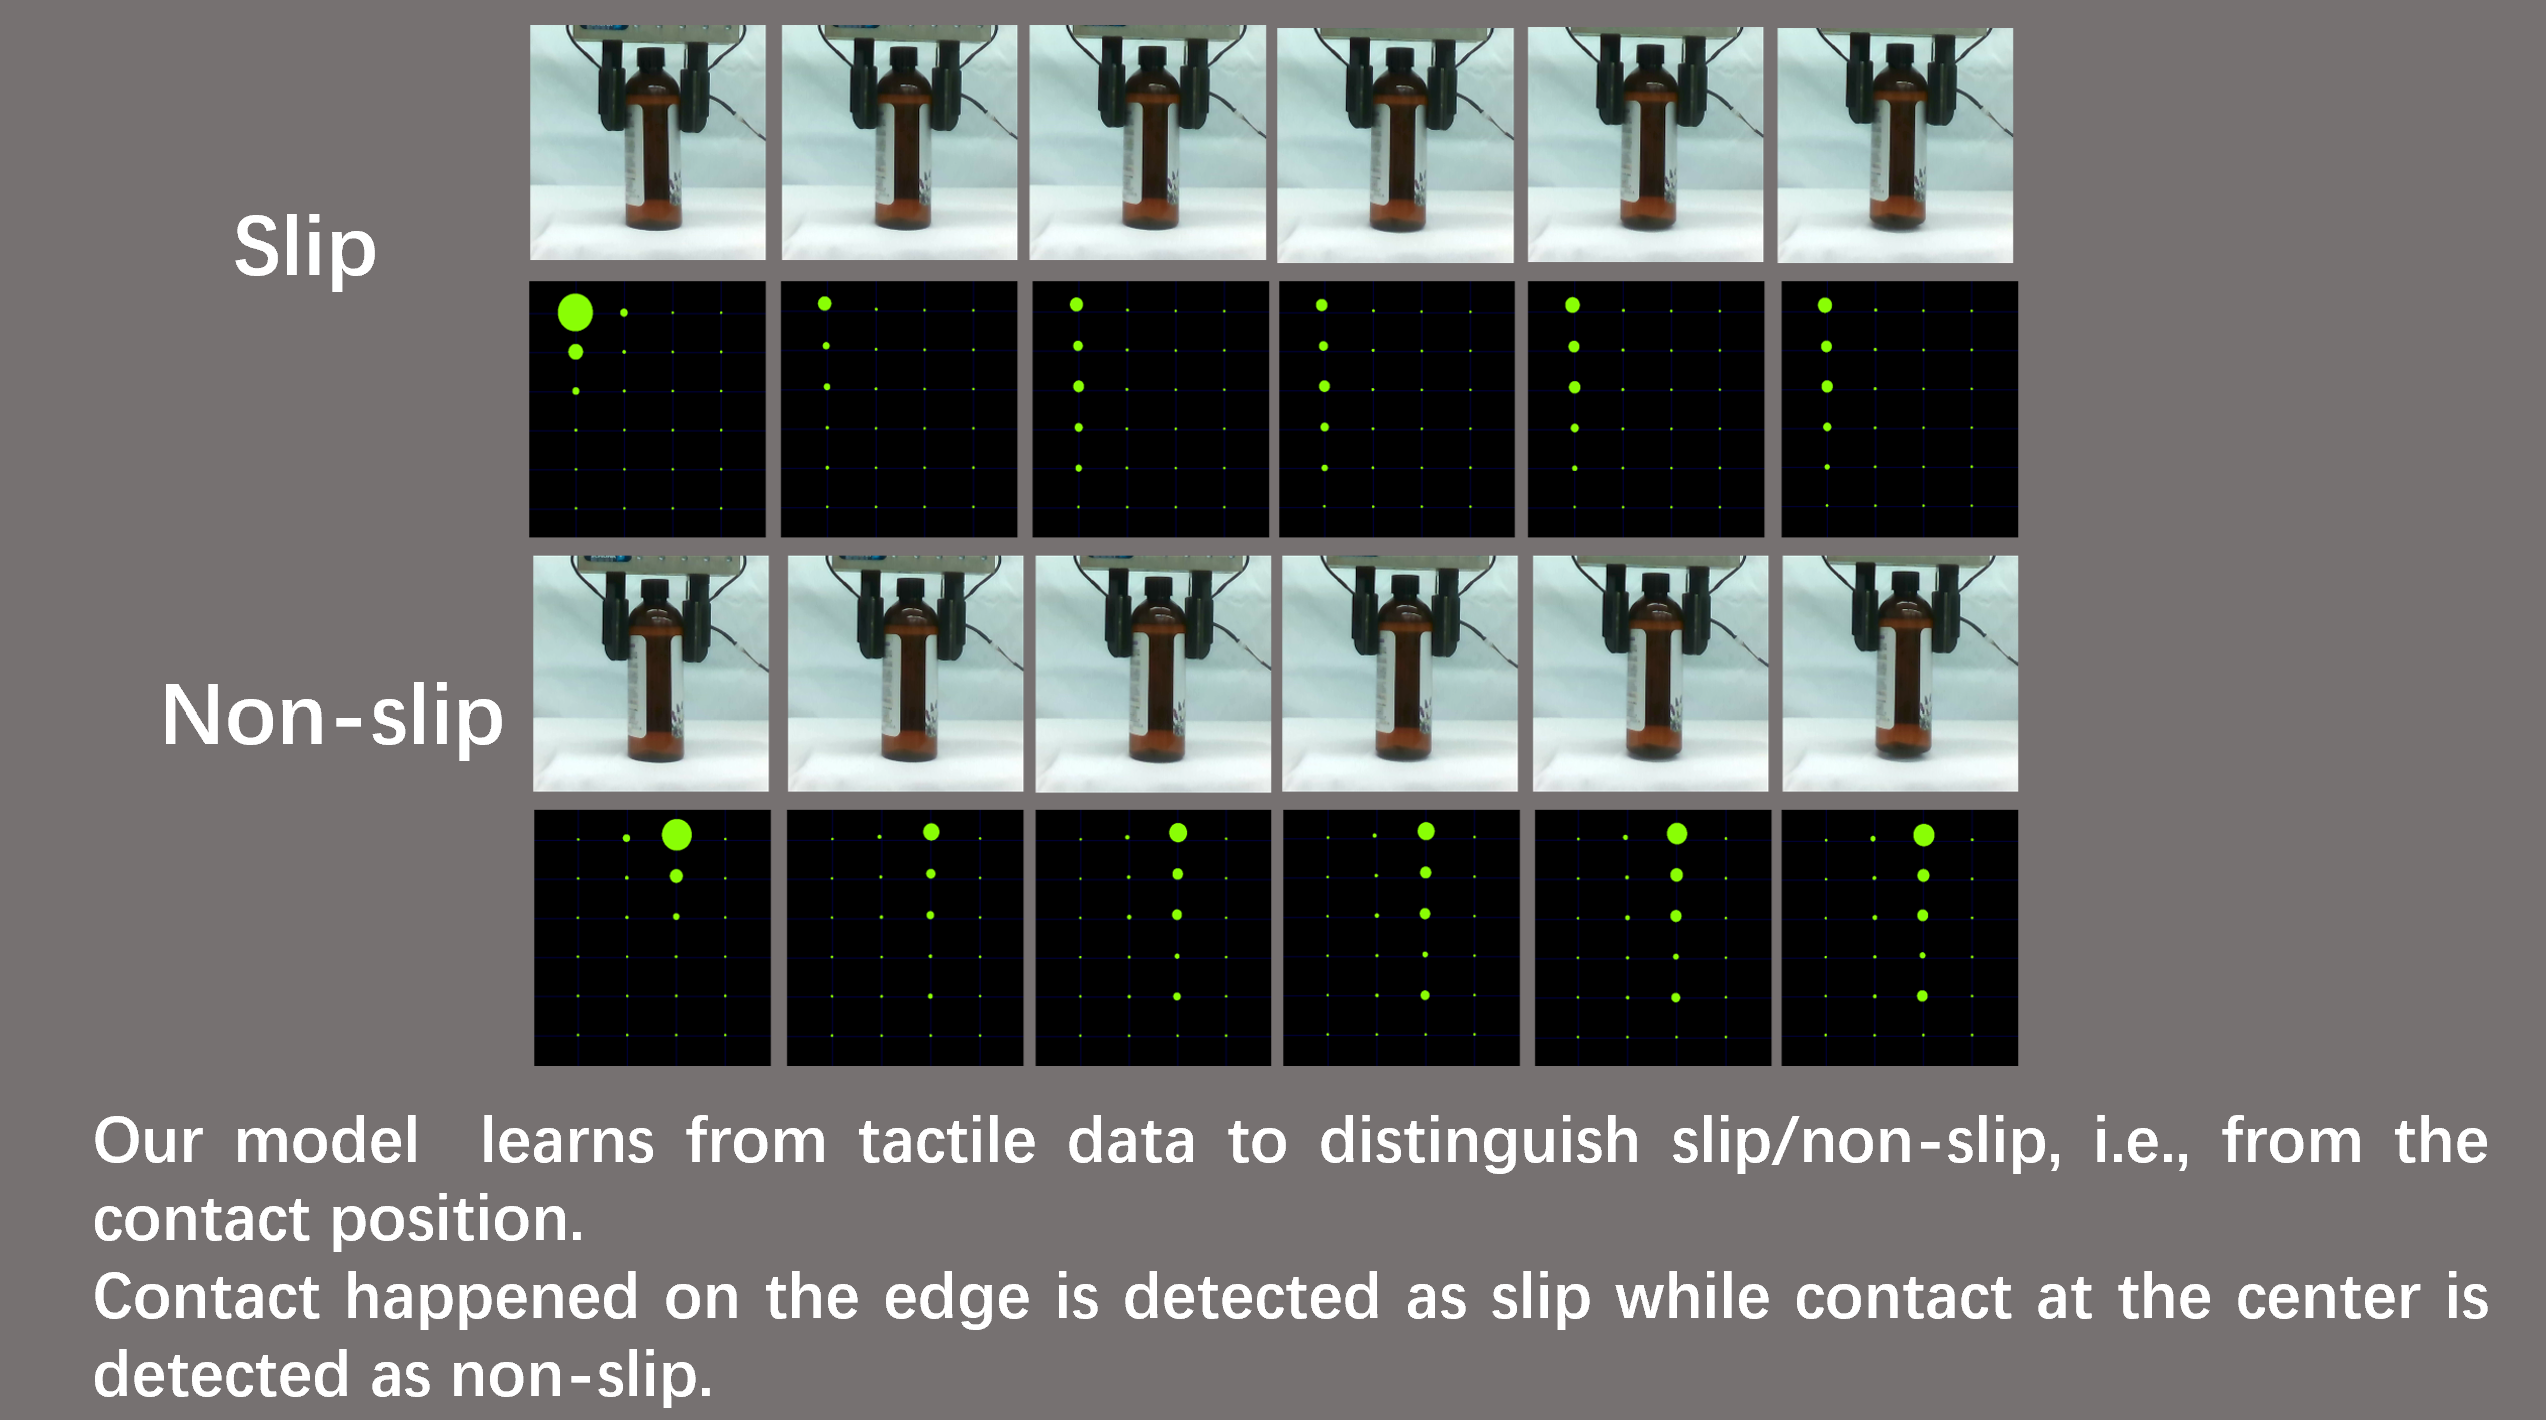 Slip
Non-slip
Our model learns from tactile data to distinguish slip/non-slip, i.e., from the
contact position.
Contact happened on the edge is detected as slip while contact at the center is
detected as non-slip.